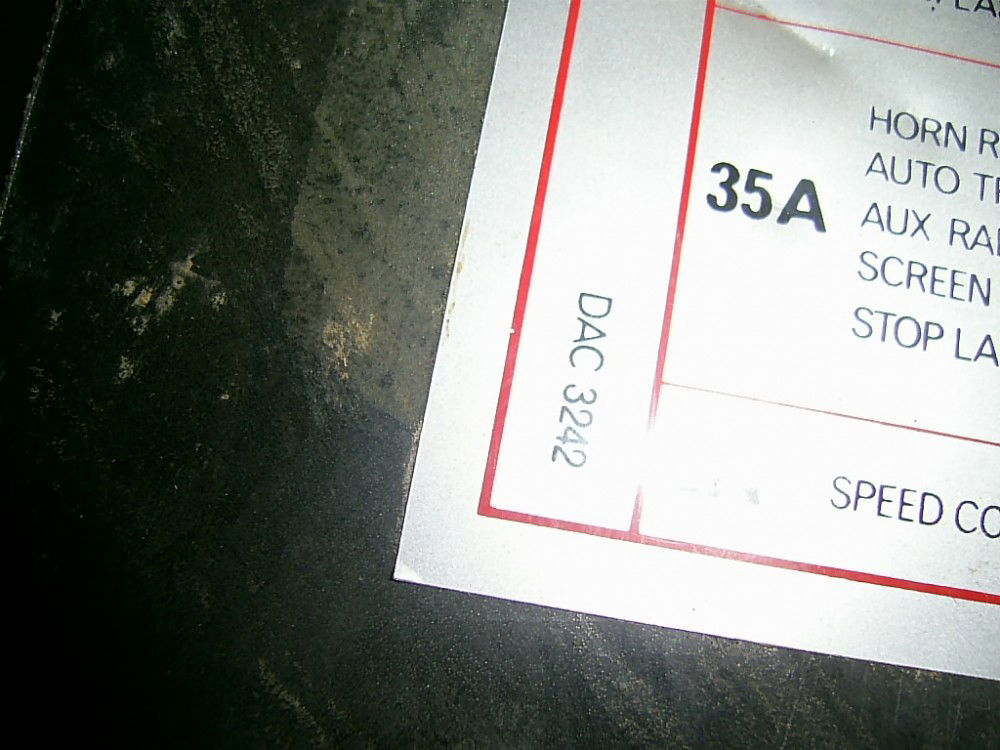 35A
HORN
AUTO
AUX
SCREEN
STOP
SPEED
DAC 3242